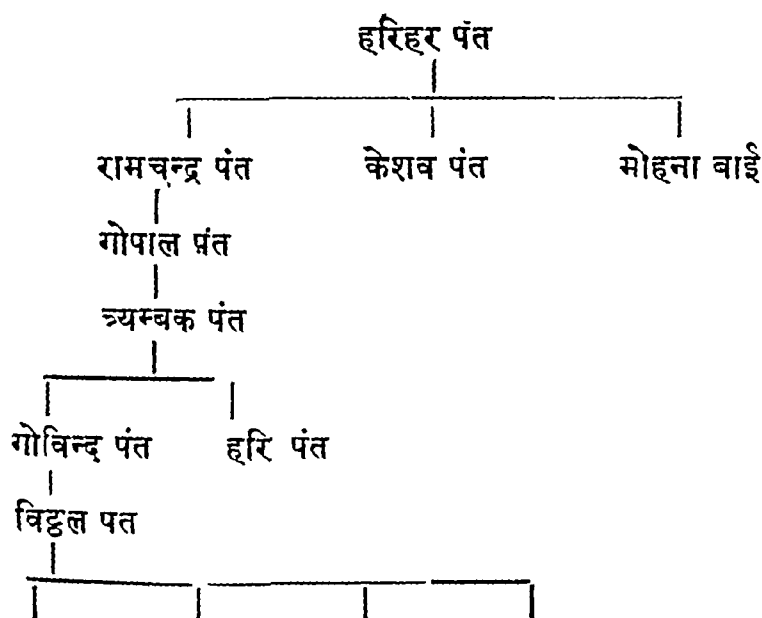 हरिहर पंत
रामचन्द्र पंत केशव पंत मोहना बाई
गोपाल पंत
त्र्यम्बक पंत
गोविन्द पंत हरि पंत
विट्ठल पत